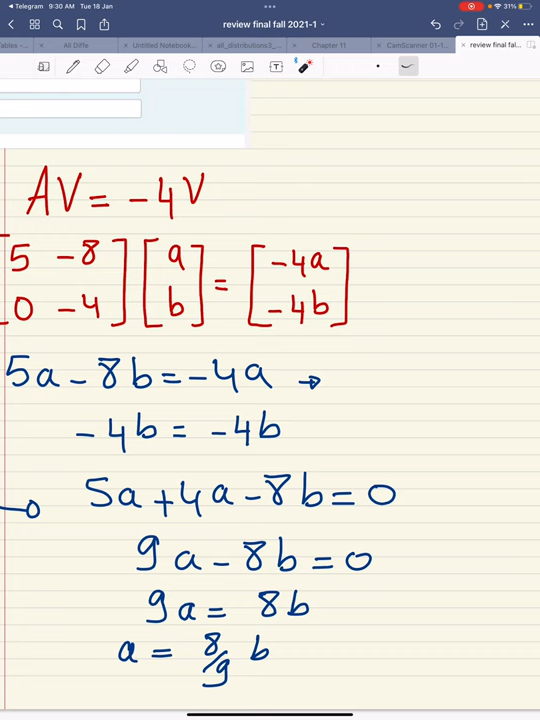 Telegram 9:30 AM Tue 18 Jan 31%
review final fall 2021-1
ables - ... All Diffe Untitled Notebook... all_distributions3_... Chapter 11 CamScanner 01-1... review final fal...
AV = -4V
5 -8 a = -4a
0 -4 b -4b
5a - 8b = -4a →
-4b = -4b
5a + 4a - 8b = 0
9a - 8b = 0
9a = 8b
a = 8/9 b